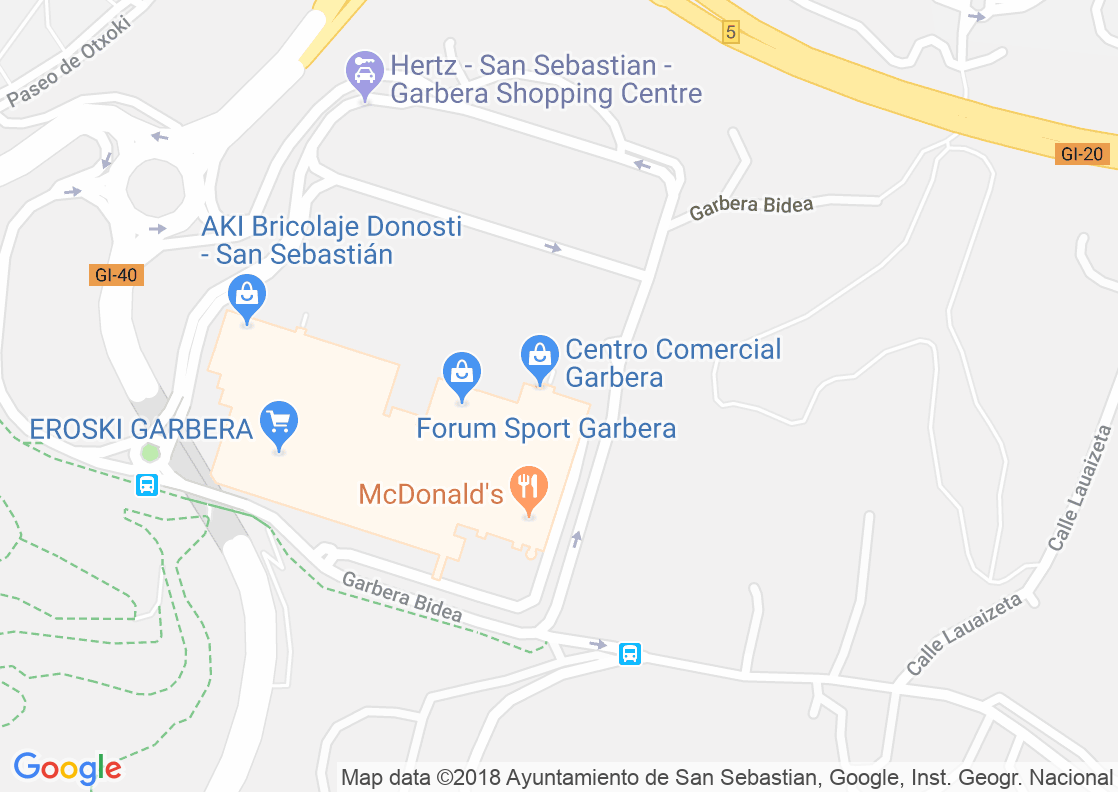 Paseo de Otxoki
5
Hertz - San Sebastian -
Garbera Shopping Centre
GI-20
Garbera Bidea
AKI Bricolaje Donosti
- San Sebastián
GI-40
Centro Comercial
Garbera
EROSKI GARBERA
Forum Sport Garbera
McDonald's
Calle Lauaizeta
Garbera Bidea
Calle Lauaizeta
Google
Map data ©2018 Ayuntamiento de San Sebastian, Google, Inst. Geogr. Nacional